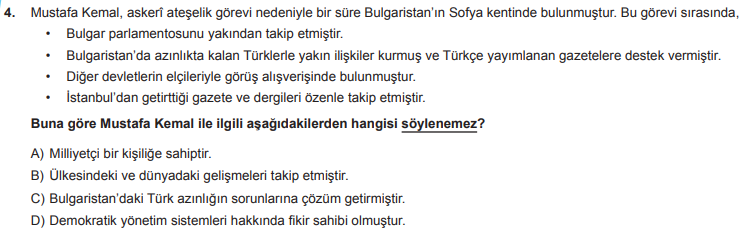 4. Mustafa Kemal, askerî ateşelik görevi nedeniyle bir süre Bulgaristan'ın Sofya kentinde bulunmuştur. Bu görevi sırasında,
• Bulgar parlamentosunu yakından takip etmiştir.
• Bulgaristan'da azınlıkta kalan Türklerle yakın ilişkiler kurmuş ve Türkçe yayımlanan gazetelere destek vermiştir.
• Diğer devletlerin elçileriyle görüş alışverişinde bulunmuştur.
• İstanbul'dan getirttiği gazete ve dergileri özenle takip etmiştir.
Buna göre Mustafa Kemal ile ilgili aşağıdakilerden hangisi söylenemez?
A) Milliyetçi bir kişiliğe sahiptir.
B) Ülkesindeki ve dünyadaki gelişmeleri takip etmiştir.
C) Bulgaristan'daki Türk azınlığın sorunlarına çözüm getirmiştir.
D) Demokratik yönetim sistemleri hakkında fikir sahibi olmuştur.